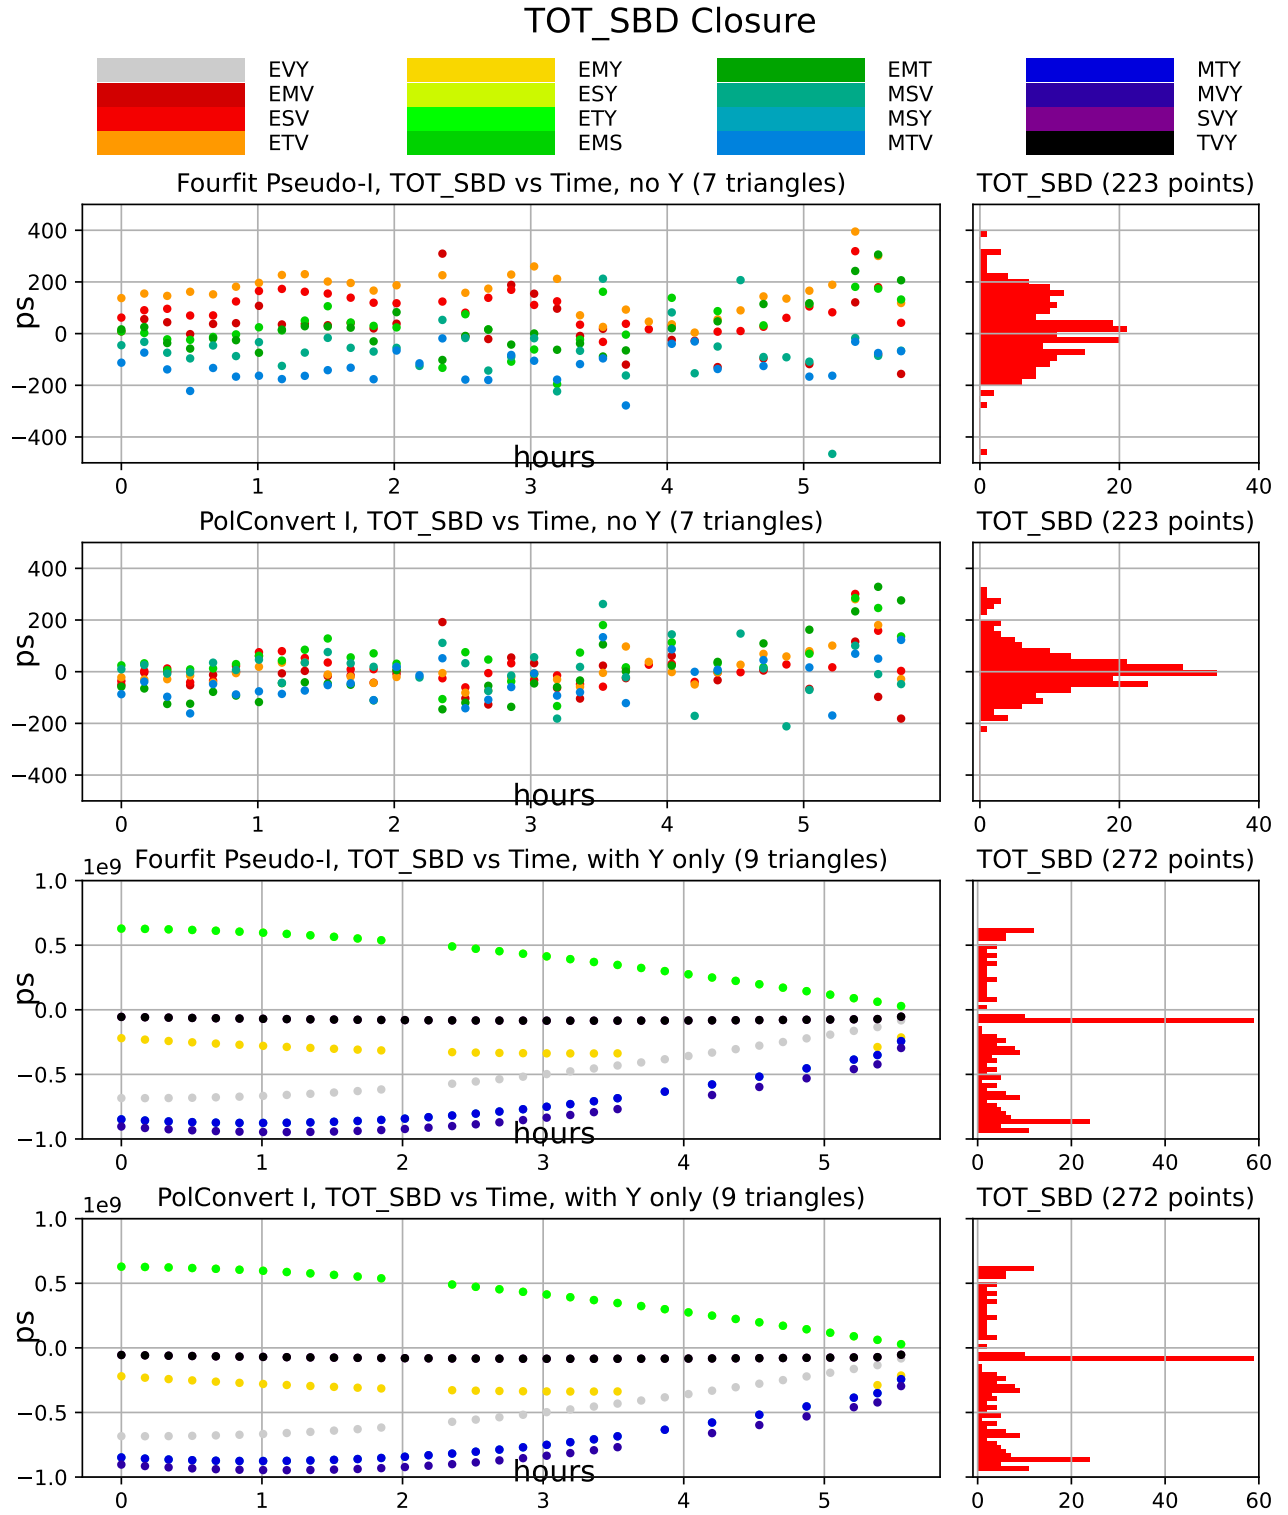 TOT_SBD Closure
EVY EMY EMT MTY
EMV ESY MSV MVY
ESV ETY MSY SVY
ETV EMS MTV TVY
Fourfit Pseudo-I, TOT_SBD vs Time, no Y (7 triangles) TOT_SBD (223 points)
400
200
0
−200
−400
ps
hours
0 1 2 3 4 5 0 20 40
PolConvert I, TOT_SBD vs Time, no Y (7 triangles) TOT_SBD (223 points)
400
200
0
−200
−400
ps
hours
0 1 2 3 4 5 0 20 40
1e9 Fourfit Pseudo-I, TOT_SBD vs Time, with Y only (9 triangles) TOT_SBD (272 points)
1.0
0.5
0.0
−0.5
−1.0
ps
hours
0 1 2 3 4 5 0 20 40 60
1e9 PolConvert I, TOT_SBD vs Time, with Y only (9 triangles) TOT_SBD (272 points)
1.0
0.5
0.0
−0.5
−1.0
ps
hours
0 1 2 3 4 5 0 20 40 60